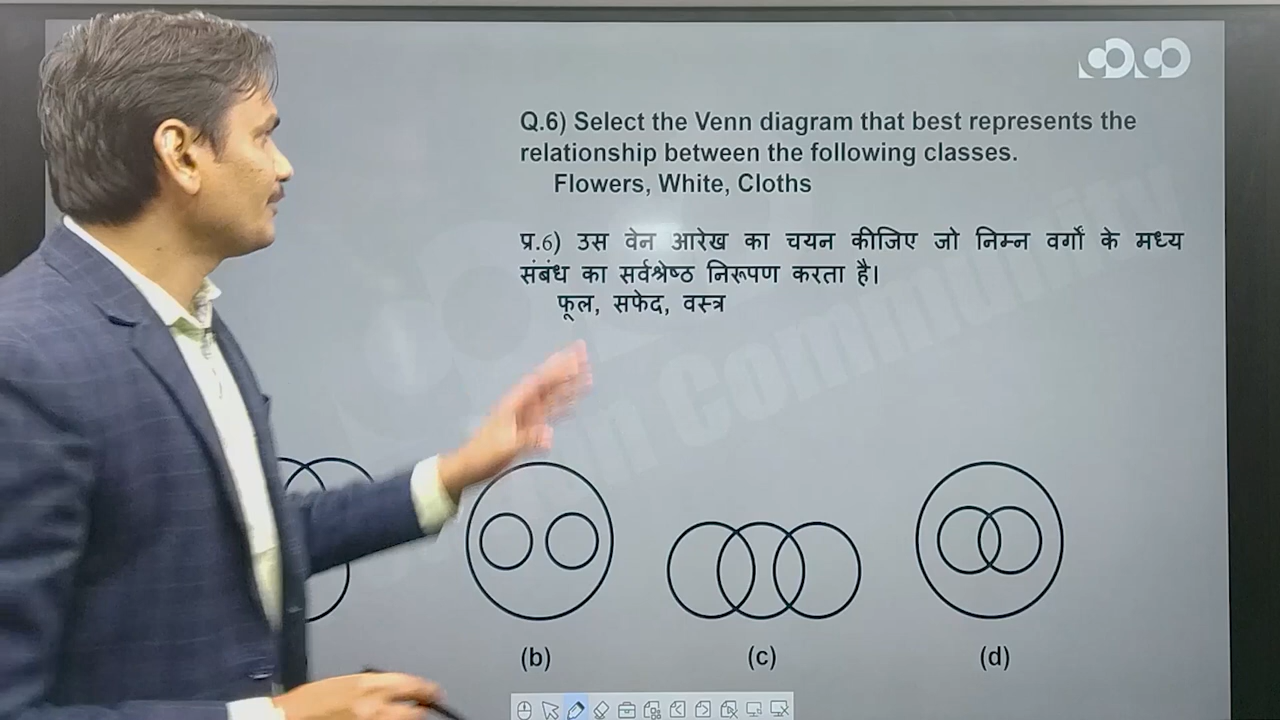 Q.6) Select the Venn diagram that best represents the
relationship between the following classes.
Flowers, White, Cloths
प्र.6) उस वेन आरेख का चयन कीजिए जो निम्न वर्गों के मध्य
संबंध का सर्वश्रेष्ठ निरूपण करता है।
फूल, सफेद, वस्त्र
(b) (c) (d)